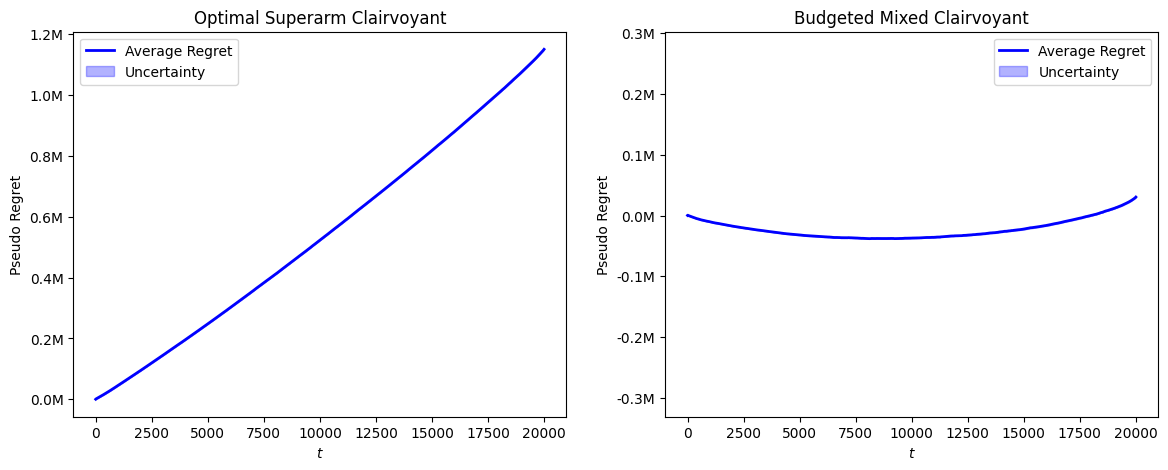 Optimal Superarm Clairvoyant
1.2M
1.0M
0.8M
0.6M
0.4M
0.2M
0.0M
Pseudo Regret
Average Regret
Uncertainty
0 2500 5000 7500 10000 12500 15000 17500 20000
t
Budgeted Mixed Clairvoyant
0.3M
0.2M
0.1M
0.0M
-0.1M
-0.2M
-0.3M
Pseudo Regret
Average Regret
Uncertainty
0 2500 5000 7500 10000 12500 15000 17500 20000
t